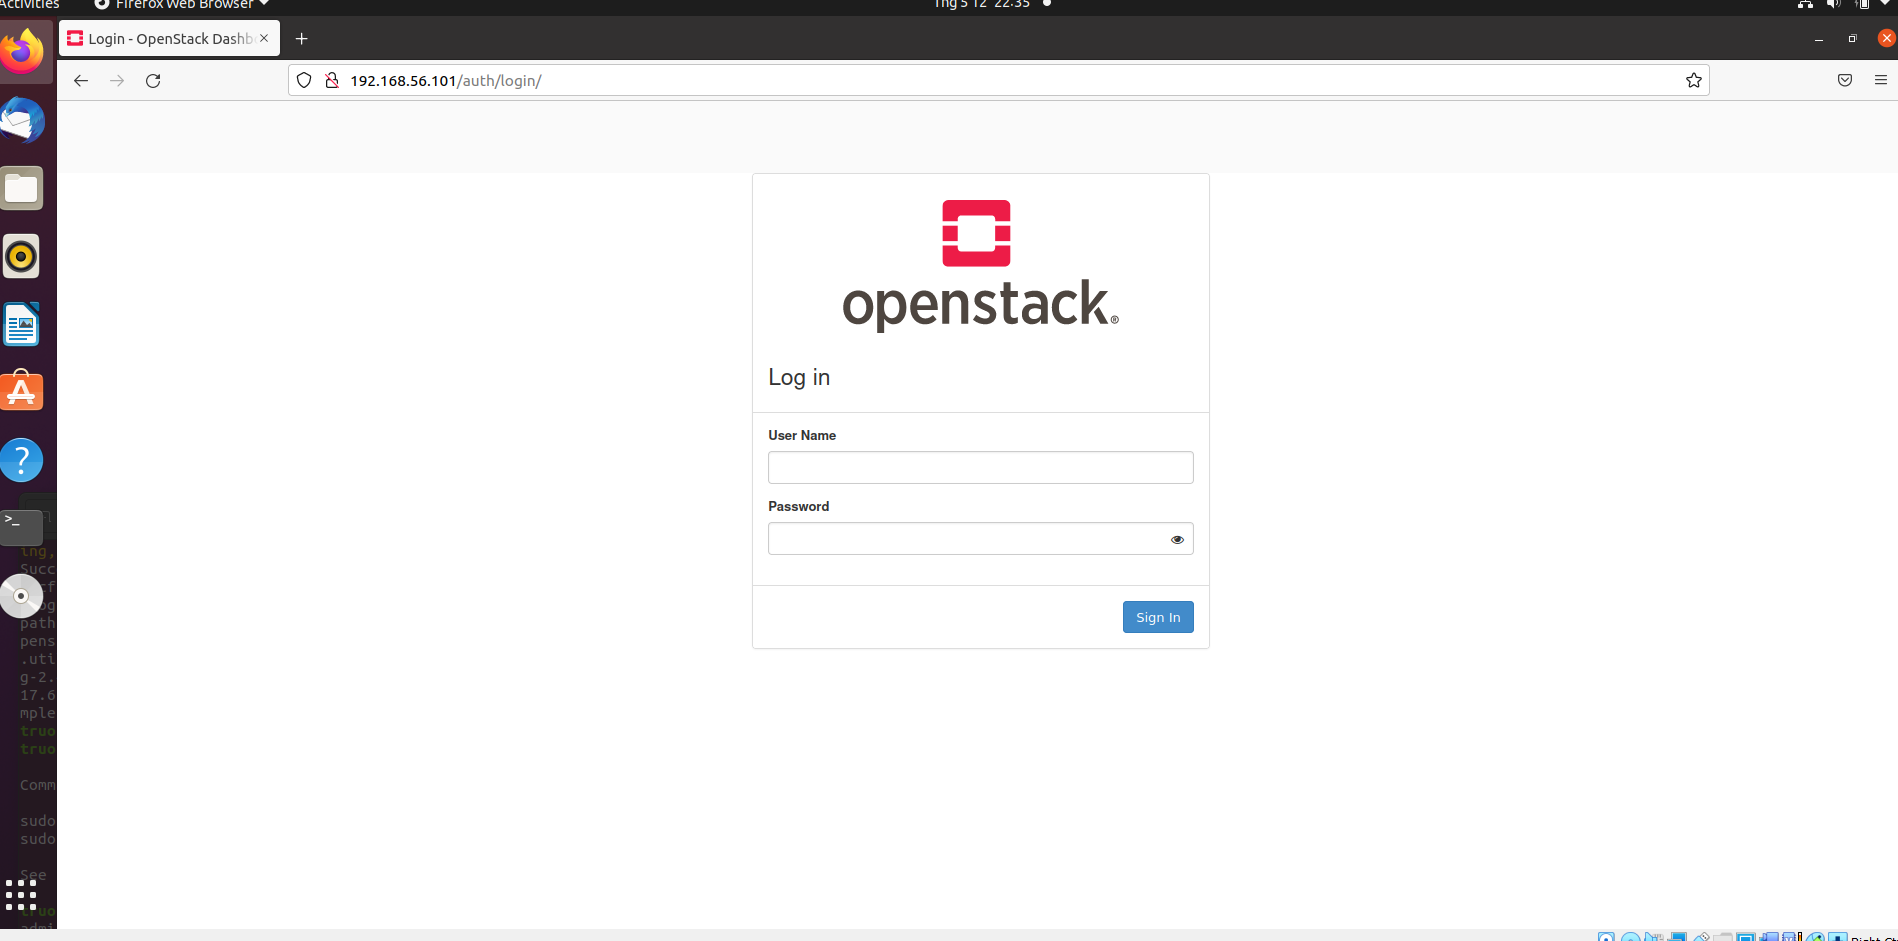 Activities Firefox Web Browser Thg 5 12 22:35
Login - OpenStack Dashb
192.168.56.101/auth/login/
openstack.®
Log in
User Name
Password
Sign In
>_
ing,
Succ
path
pens
.uti
g-2.
17.6
mple
truo
truo
Comm
sudo
sudo
See
truo